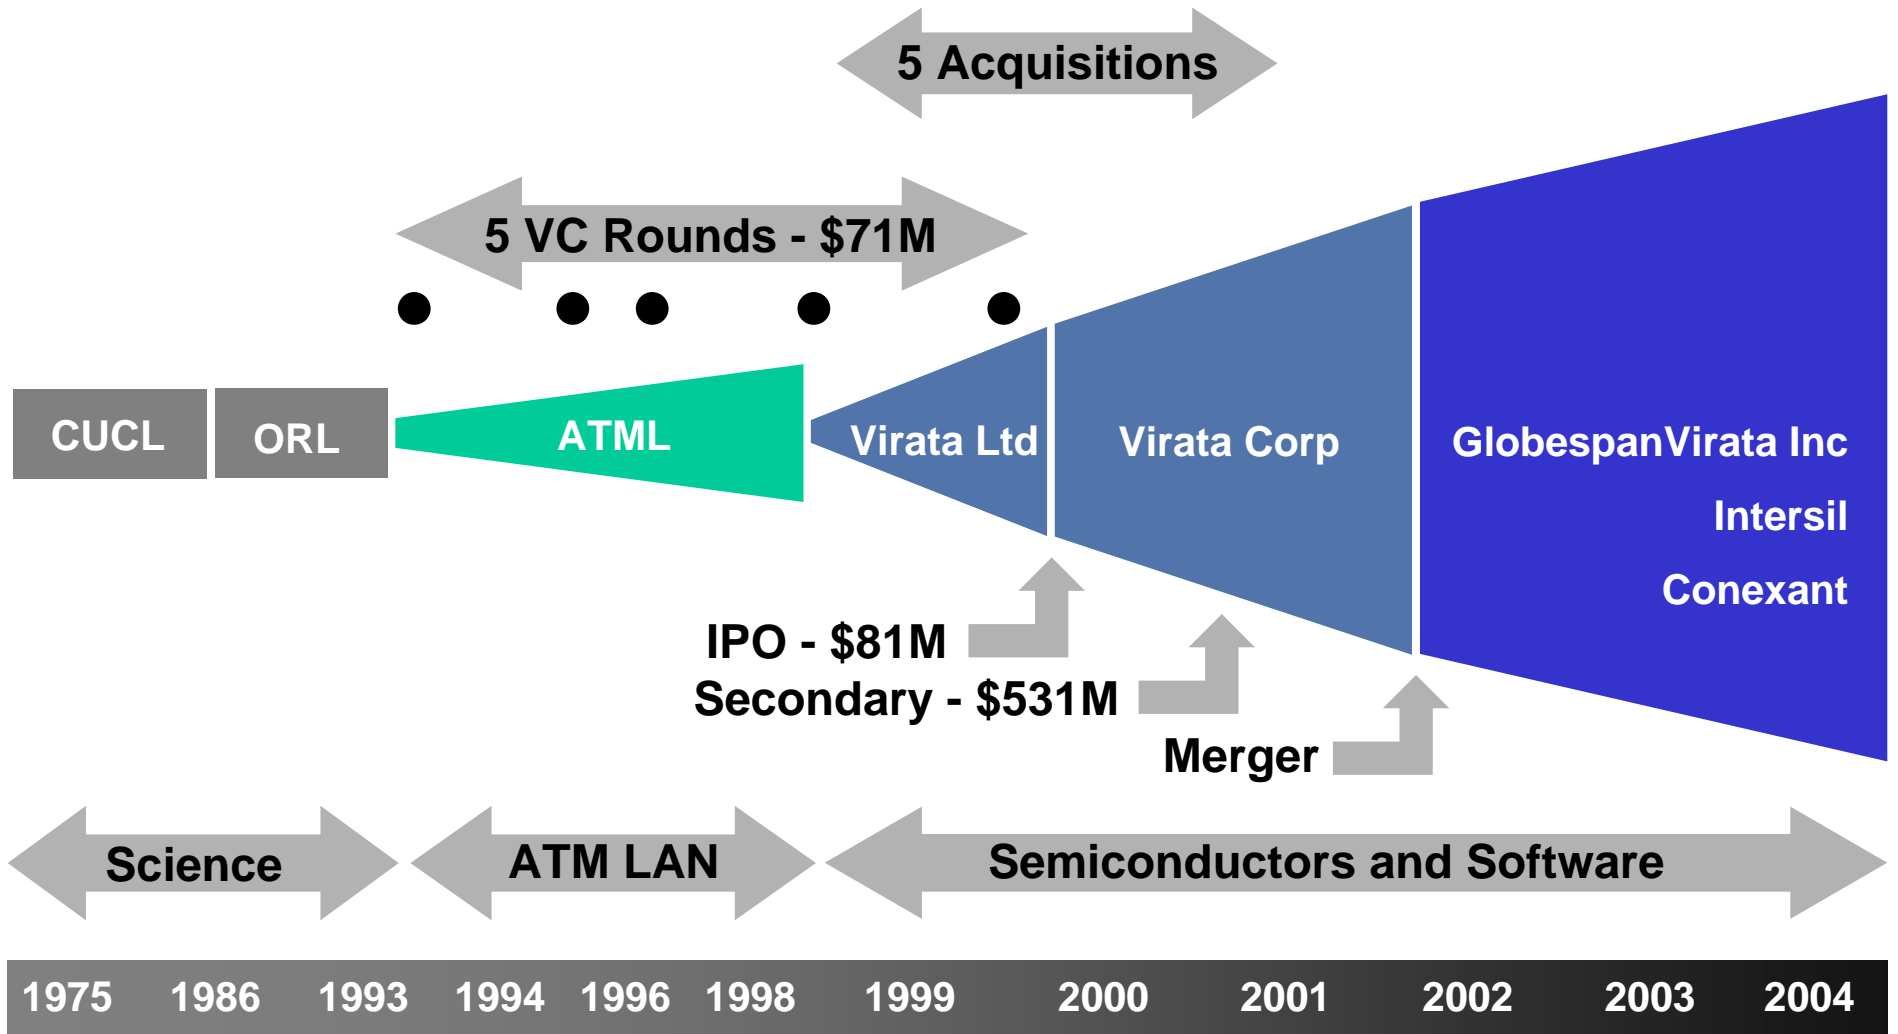 5 Acquisitions
5 VC Rounds - $71M
CUCL
ORL
ATML
Virata Ltd
Virata Corp
GlobespanVirata Inc
Intersil
Conexant
IPO - $81M
Secondary - $531M
Merger
Science
ATM LAN
Semiconductors and Software
1975 1986 1993 1994 1996 1998 1999 2000 2001 2002 2003 2004